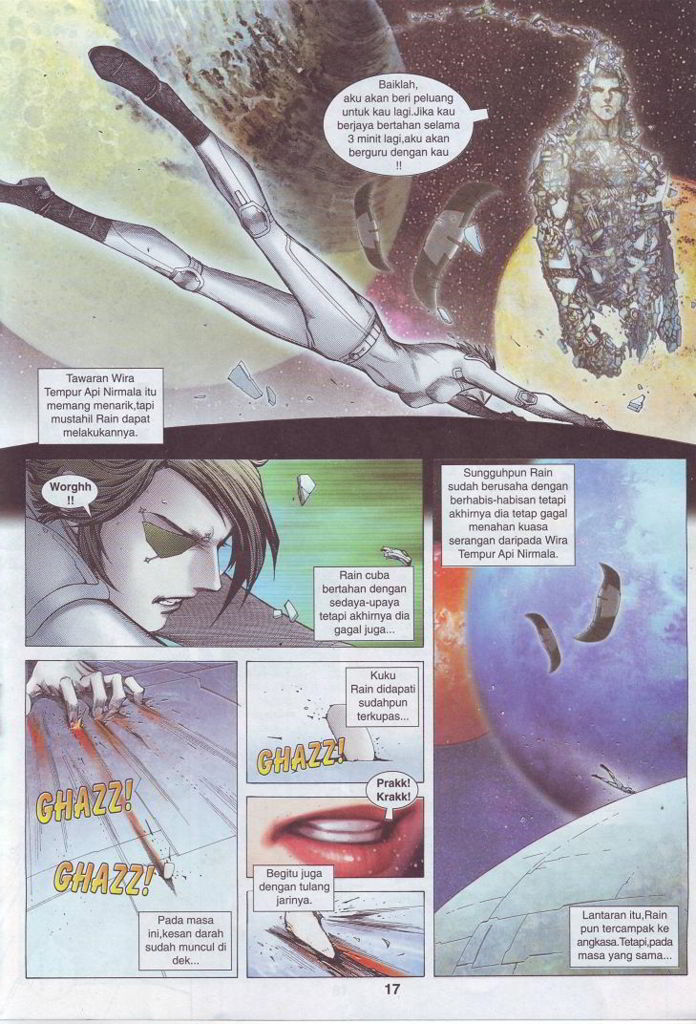 Baiklah,
aku akan beri peluang
untuk kau lagi.Jika kau
berjaya bertahan selama
3 minit lagi,aku akan
berguru dengan kau
!!
Tawaran Wira
Tempur Api Nirmala itu
memang menarik,tapi
mustahil Rain dapat
melakukannya.
Worghh
!!
Rain cuba
bertahan dengan
sedaya-upaya
tetapi akhirnya dia
gagal juga...
Sungguhpun Rain
sudah berusaha dengan
berhabis-habisan tetapi
akhirnya dia tetap gagal
menahan kuasa
serangan daripada Wira
Tempur Api Nirmala.
GHAZZ!
GHAZZ!
Pada masa
ini,kesan darah
sudah muncul di
dek...
Kuku
Rain didapati
sudahpun
terkupas...
GHAZZ!
Prakk!
Krakk!
Begitu juga
dengan tulang
jarinya.
Lantaran itu,Rain
pun tercampak ke
angkasa.Tetapi,pada
masa yang sama...
17